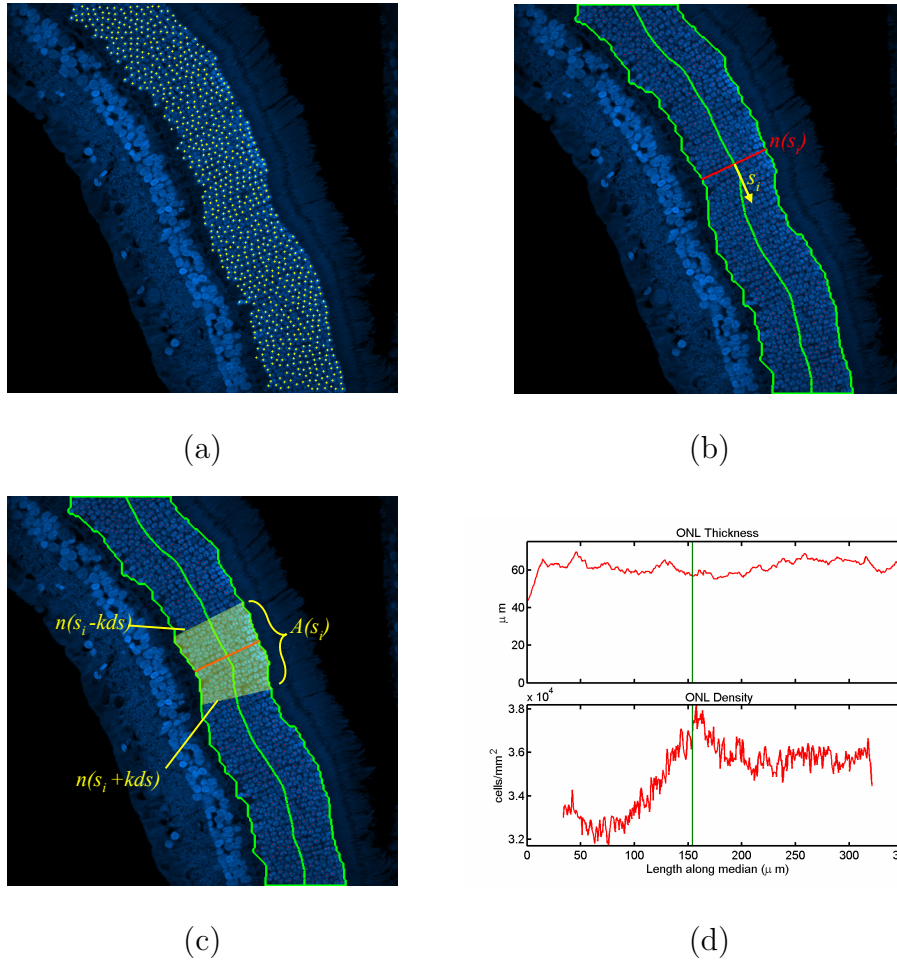 (a)
n(s_i)
s_i
(b)
n(s_i-kds)
A(s_i)
n(s_i+kds)
(c)
ONL Thickness
60
40
20
0
μ m
x 10^4
ONL Density
3.8
3.6
3.4
3.2
cells/mm^2
0 50 100 150 200 250 300 35
Length along median (μ m)
(d)